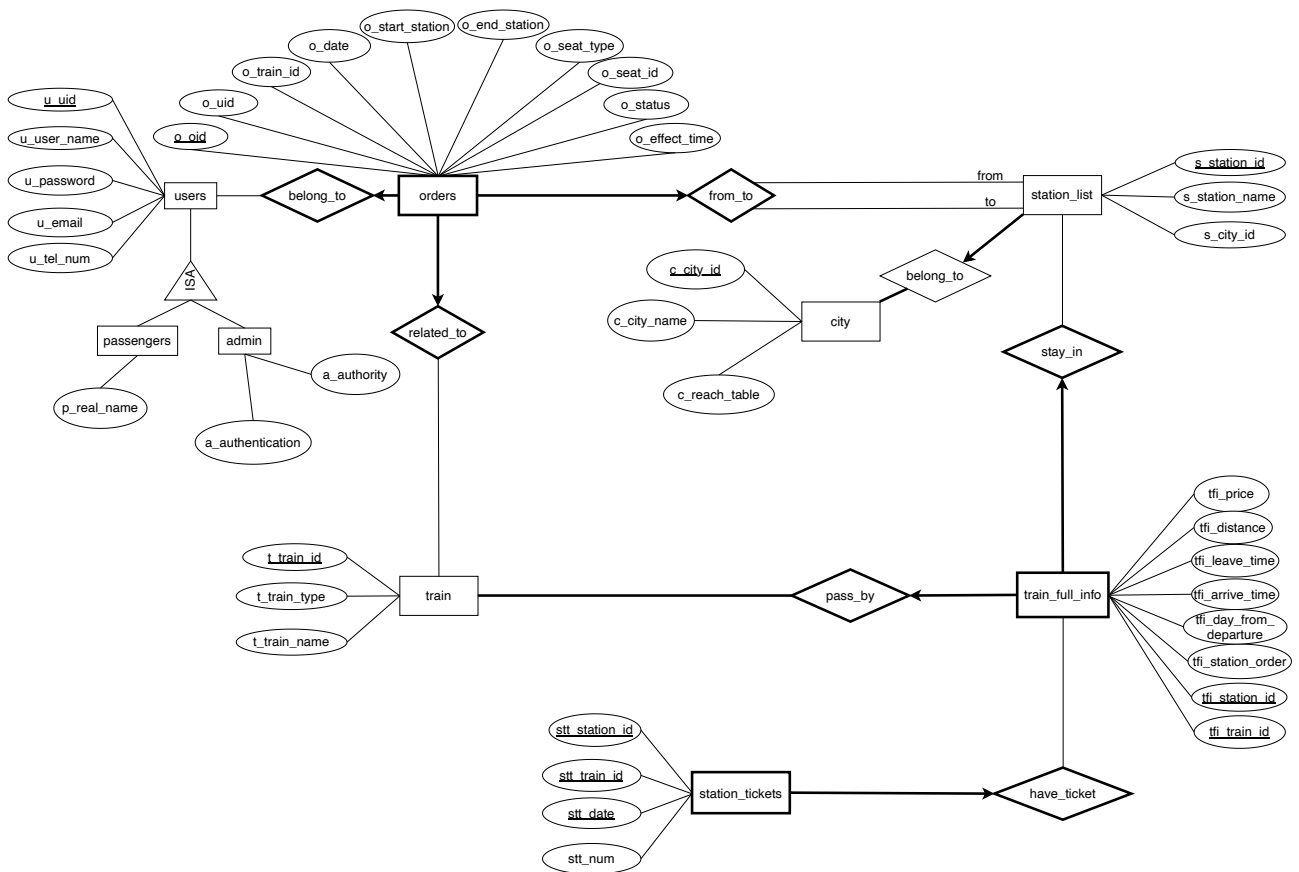 o_start_station
o_end_station
o_date
o_seat_type
o_train_id
o_seat_id
u_uid
o_uid
o_status
o_oid
o_effect_time
u_user_name
u_password
users
belong_to
orders
from_to
from
to
station_list
s_station_id
s_station_name
s_city_id
u_email
u_tel_num
ISA
c_city_id
belong_to
c_city_name
city
passengers
admin
related_to
stay_in
a_authority
c_reach_table
p_real_name
a_authentication
tfi_price
tfi_distance
t_train_id
tfi_leave_time
t_train_type
train
pass_by
train_full_info
tfi_arrive_time
tfi_day_from_
departure
t_train_name
tfi_station_order
tfi_station_id
tfi_train_id
stt_station_id
stt_train_id
station_tickets
have_ticket
stt_date
stt_num